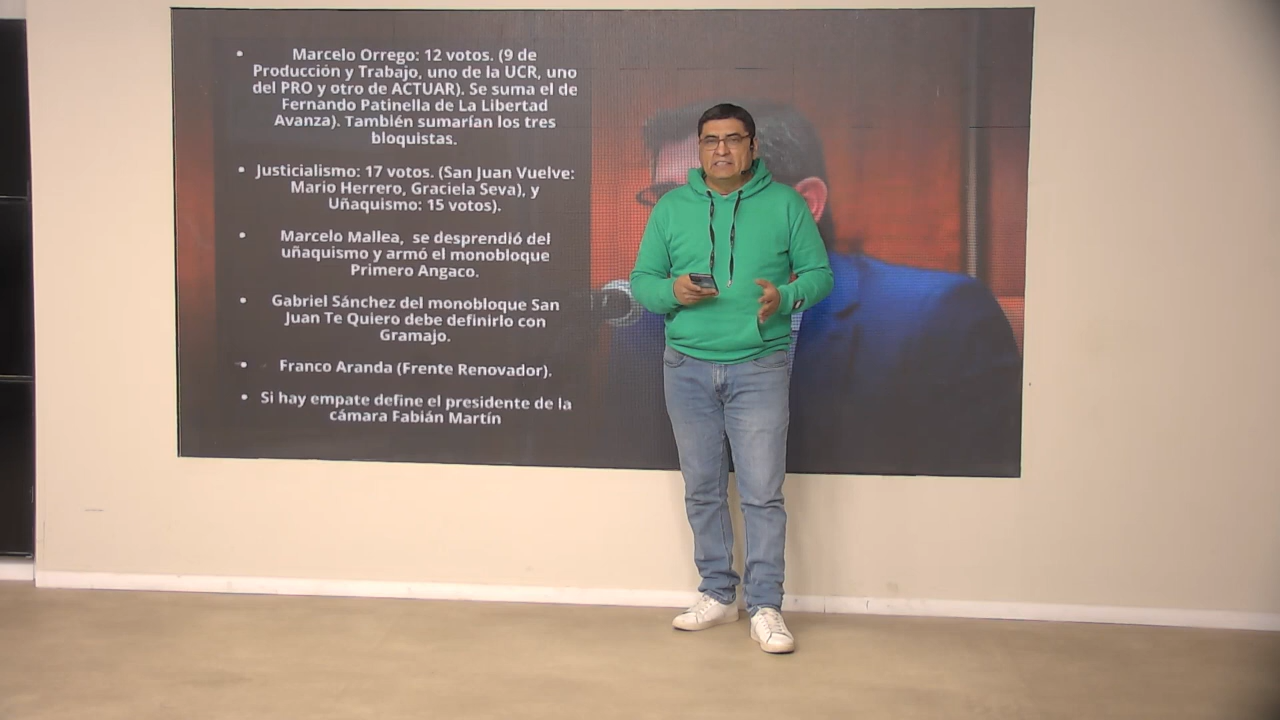 • Marcelo Orrego: 12 votos. (9 de
Producción y Trabajo, uno de la UCR, uno
del PRO y otro de ACTUAR). Se suma el de
Fernando Patinella de La Libertad
Avanza). También sumarían los tres
bloquistas.
• Justicialismo: 17 votos. (San Juan Vuelve:
Mario Herrero, Graciela Seva), y
Uñaquismo: 15 votos).
• Marcelo Mallea, se desprendió del
uñaquismo y armó el monobloque
Primero Angaco.
• Gabriel Sánchez del monobloque San
Juan Te Quiero debe definirlo con
Gramajo.
• Franco Aranda (Frente Renovador).
• Si hay empate define el presidente de la
cámara Fabián Martín